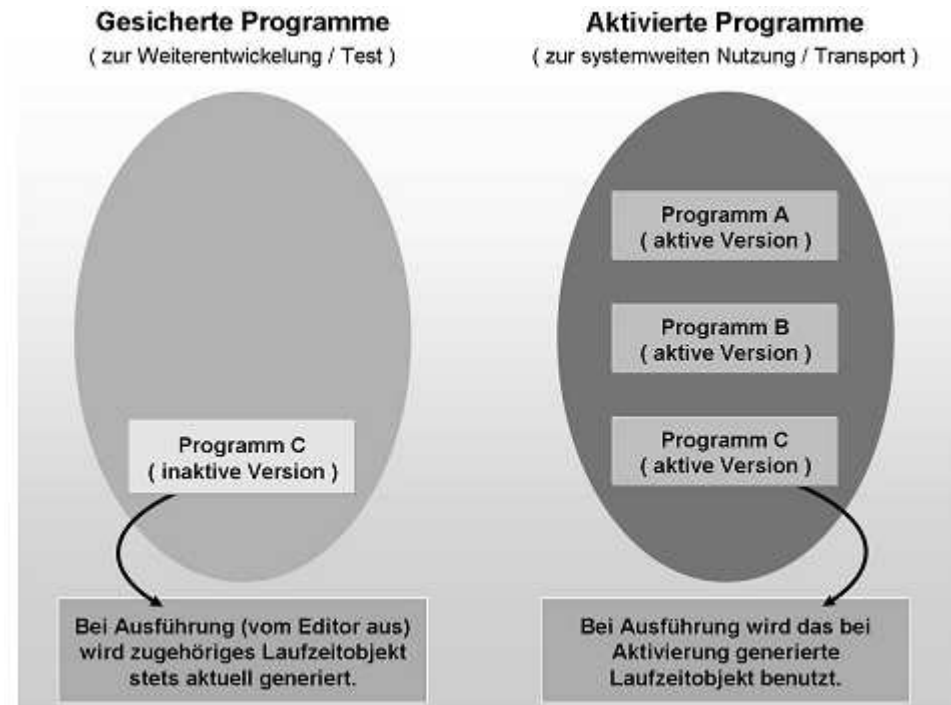 Gesicherte Programme
( zur Weiterentwickelung / Test )
Programm C
( inaktive Version )
Bei Ausführung (vom Editor aus)
wird zugehöriges Laufzeitobjekt
stets aktuell generiert.
Aktivierte Programme
( zur systemweiten Nutzung / Transport )
Programm A
( aktive Version )
Programm B
( aktive Version )
Programm C
( aktive Version )
Bei Ausführung wird das bei
Aktivierung generierte
Laufzeitobjekt benutzt.